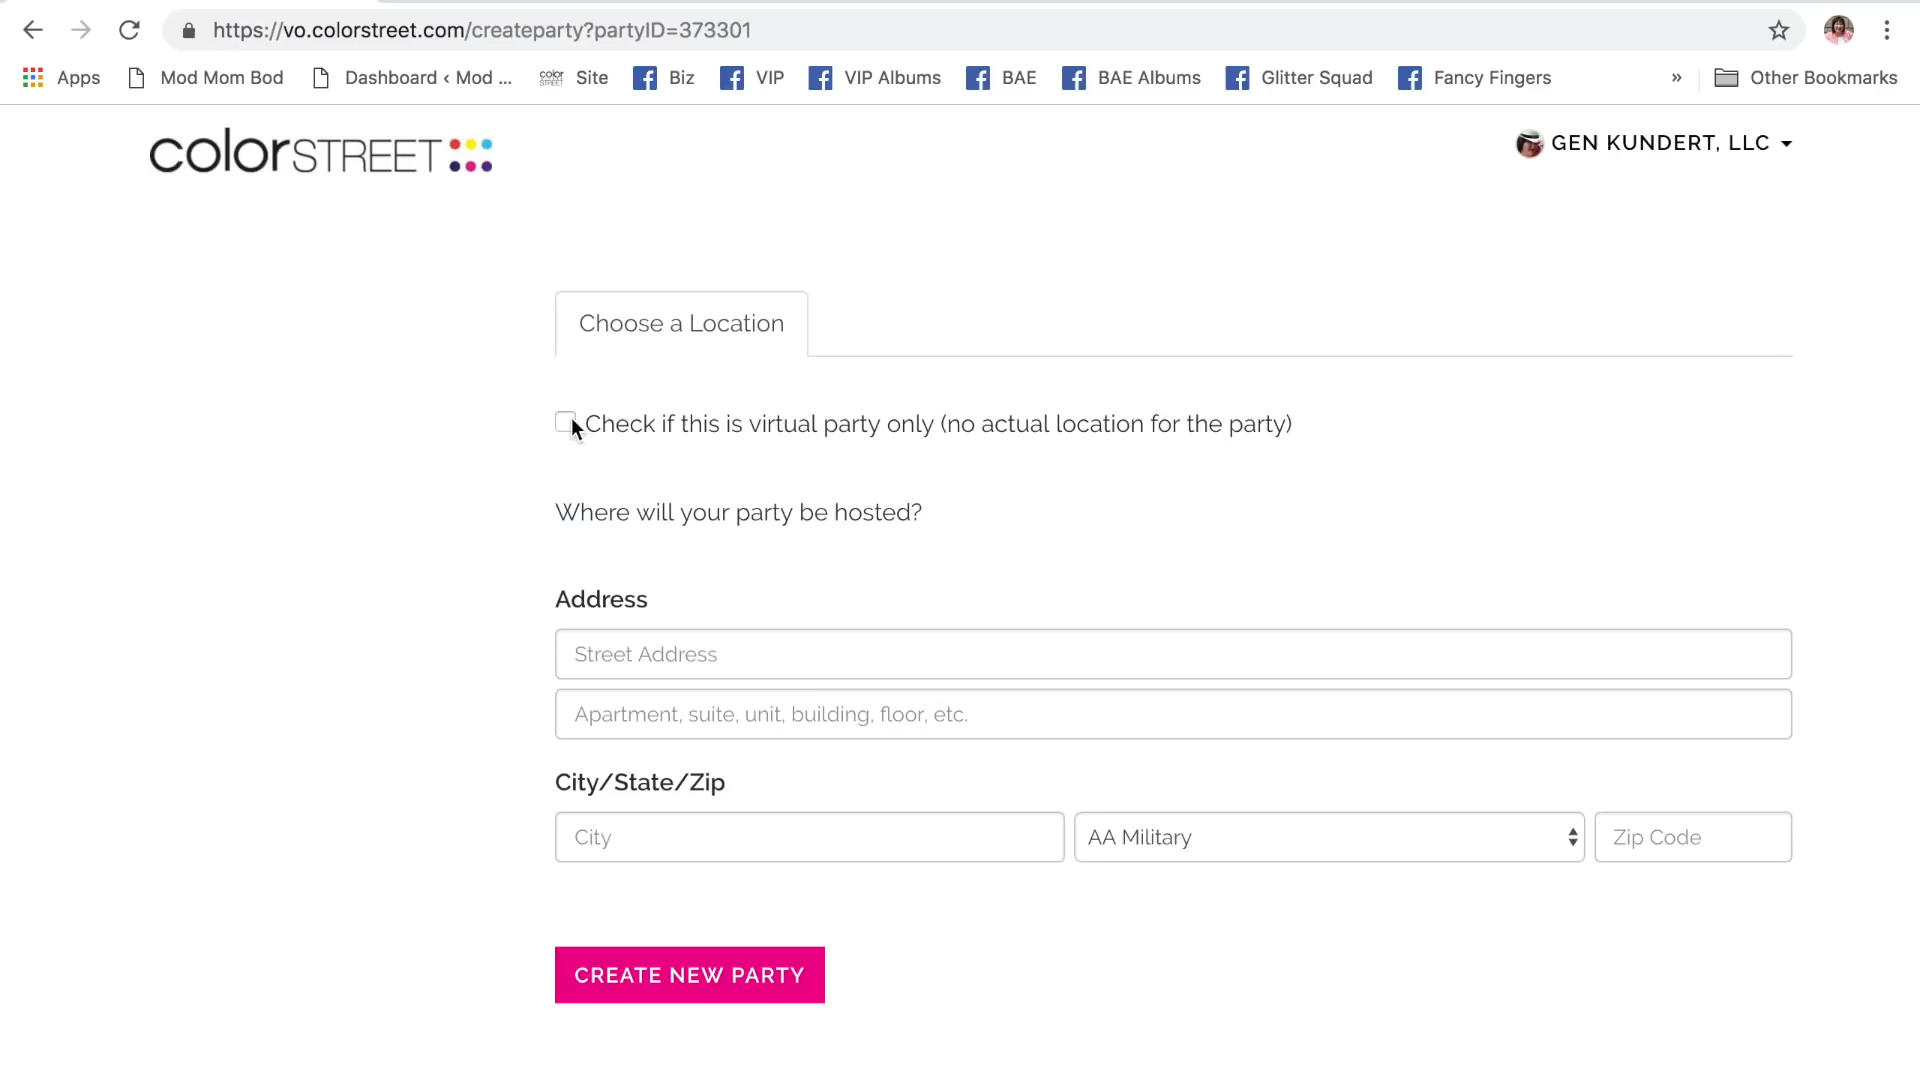 https://vo.colorstreet.com/createparty?partyID=373301
Apps Mod Mom Bod Dashboard ‹ Mod ... color STREET Site Biz VIP VIP Albums BAE BAE Albums Glitter Squad Fancy Fingers » Other Bookmarks
colorSTREET GEN KUNDERT, LLC
Choose a Location
Check if this is virtual party only (no actual location for the party)
Where will your party be hosted?
Address
Street Address
Apartment, suite, unit, building, floor, etc.
City/State/Zip
City AA Military Zip Code
CREATE NEW PARTY